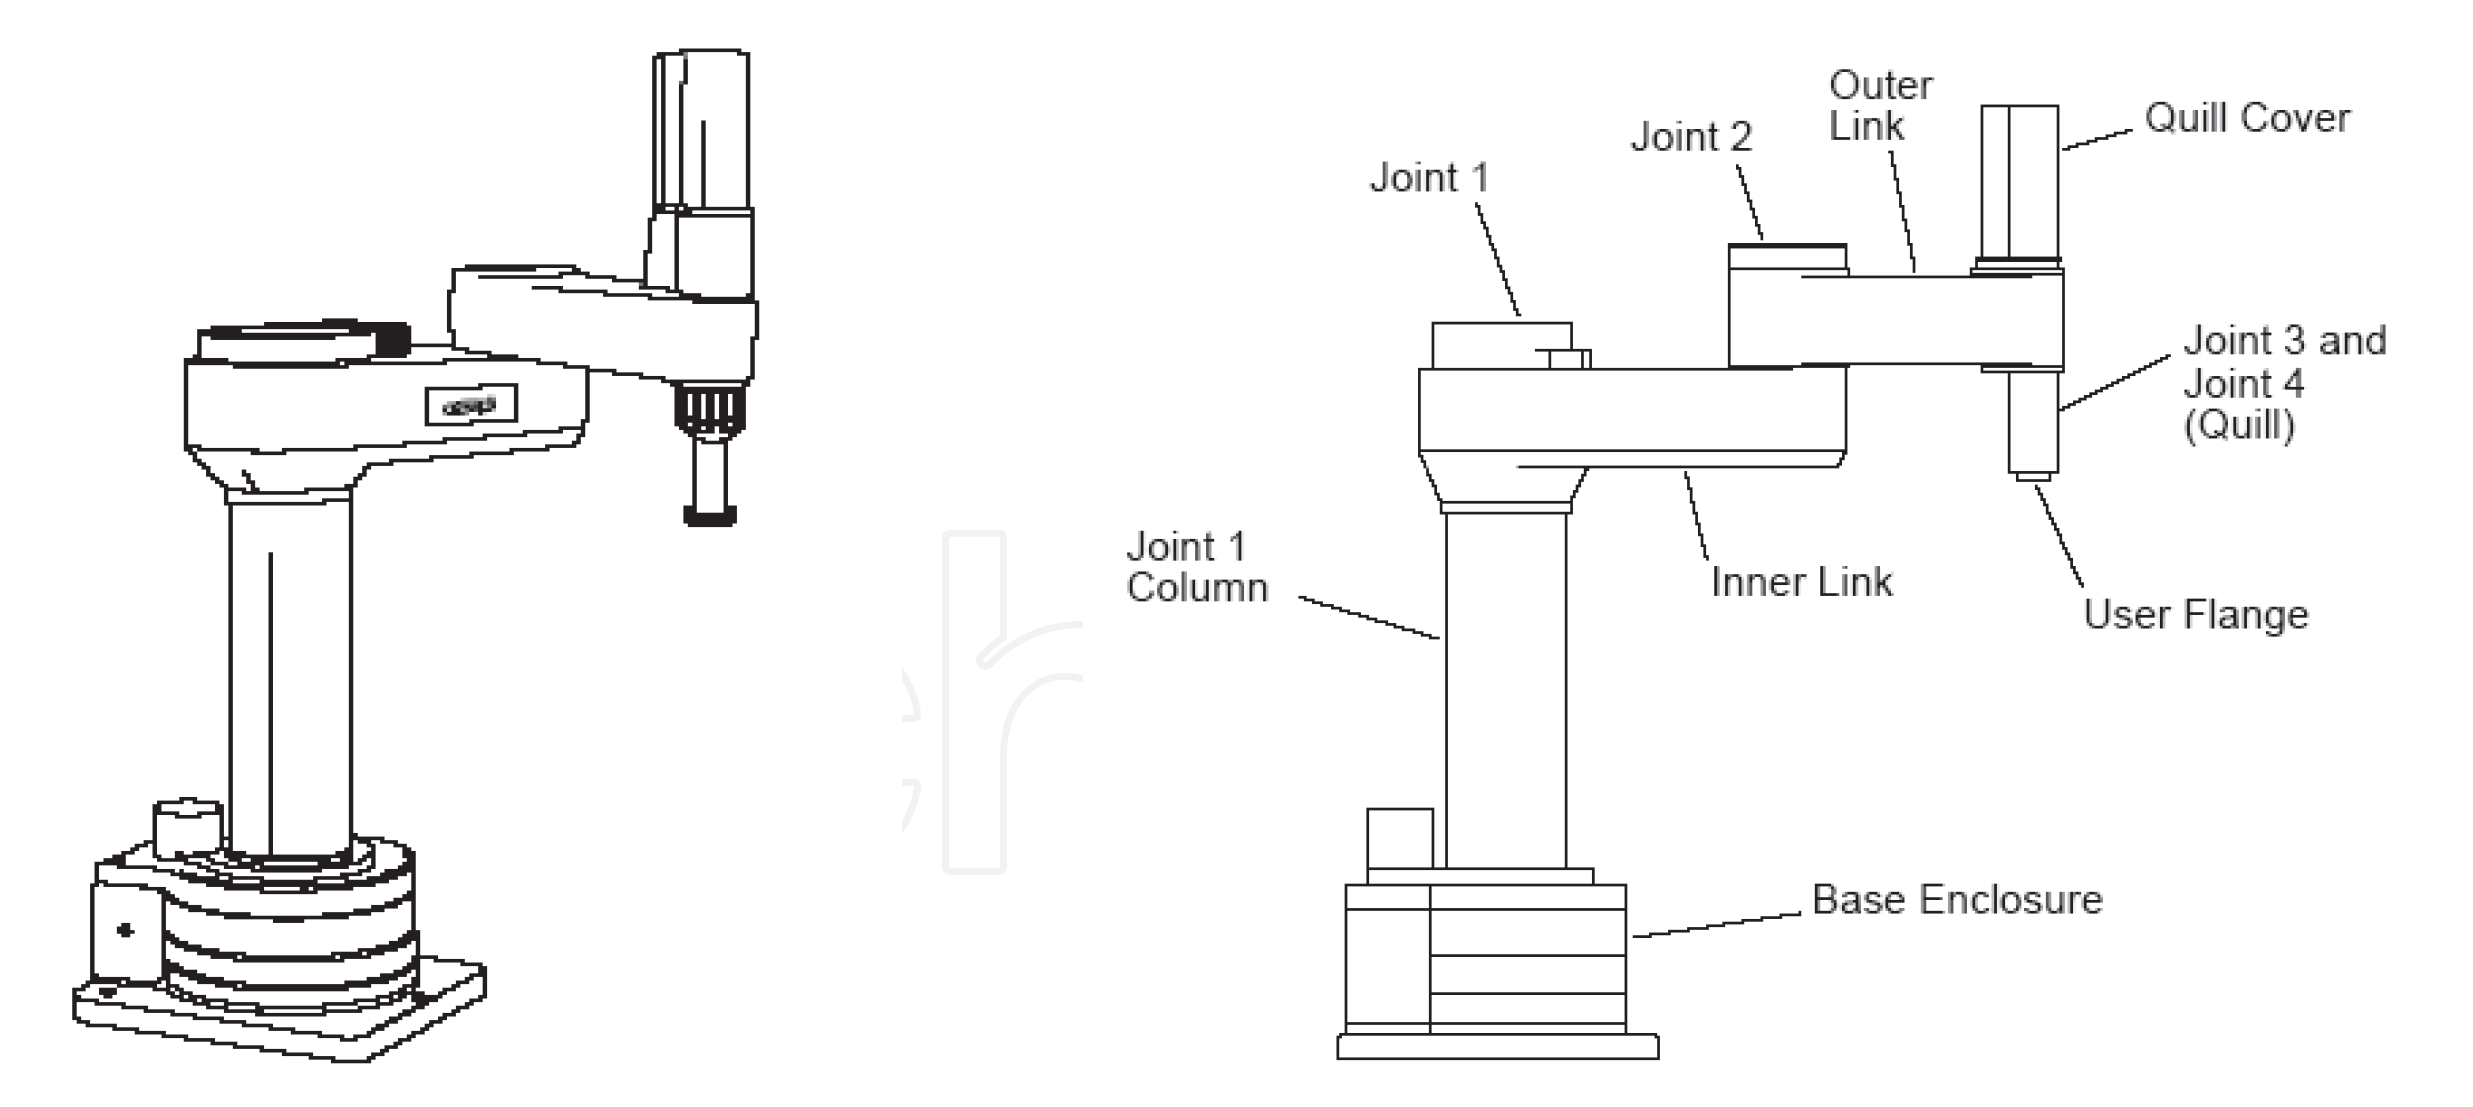 Outer
Link
Quill Cover
Joint 2
Joint 1
Joint 3 and
Joint 4
(Quill)
Joint 1
Column
Inner Link
User Flange
Base Enclosure